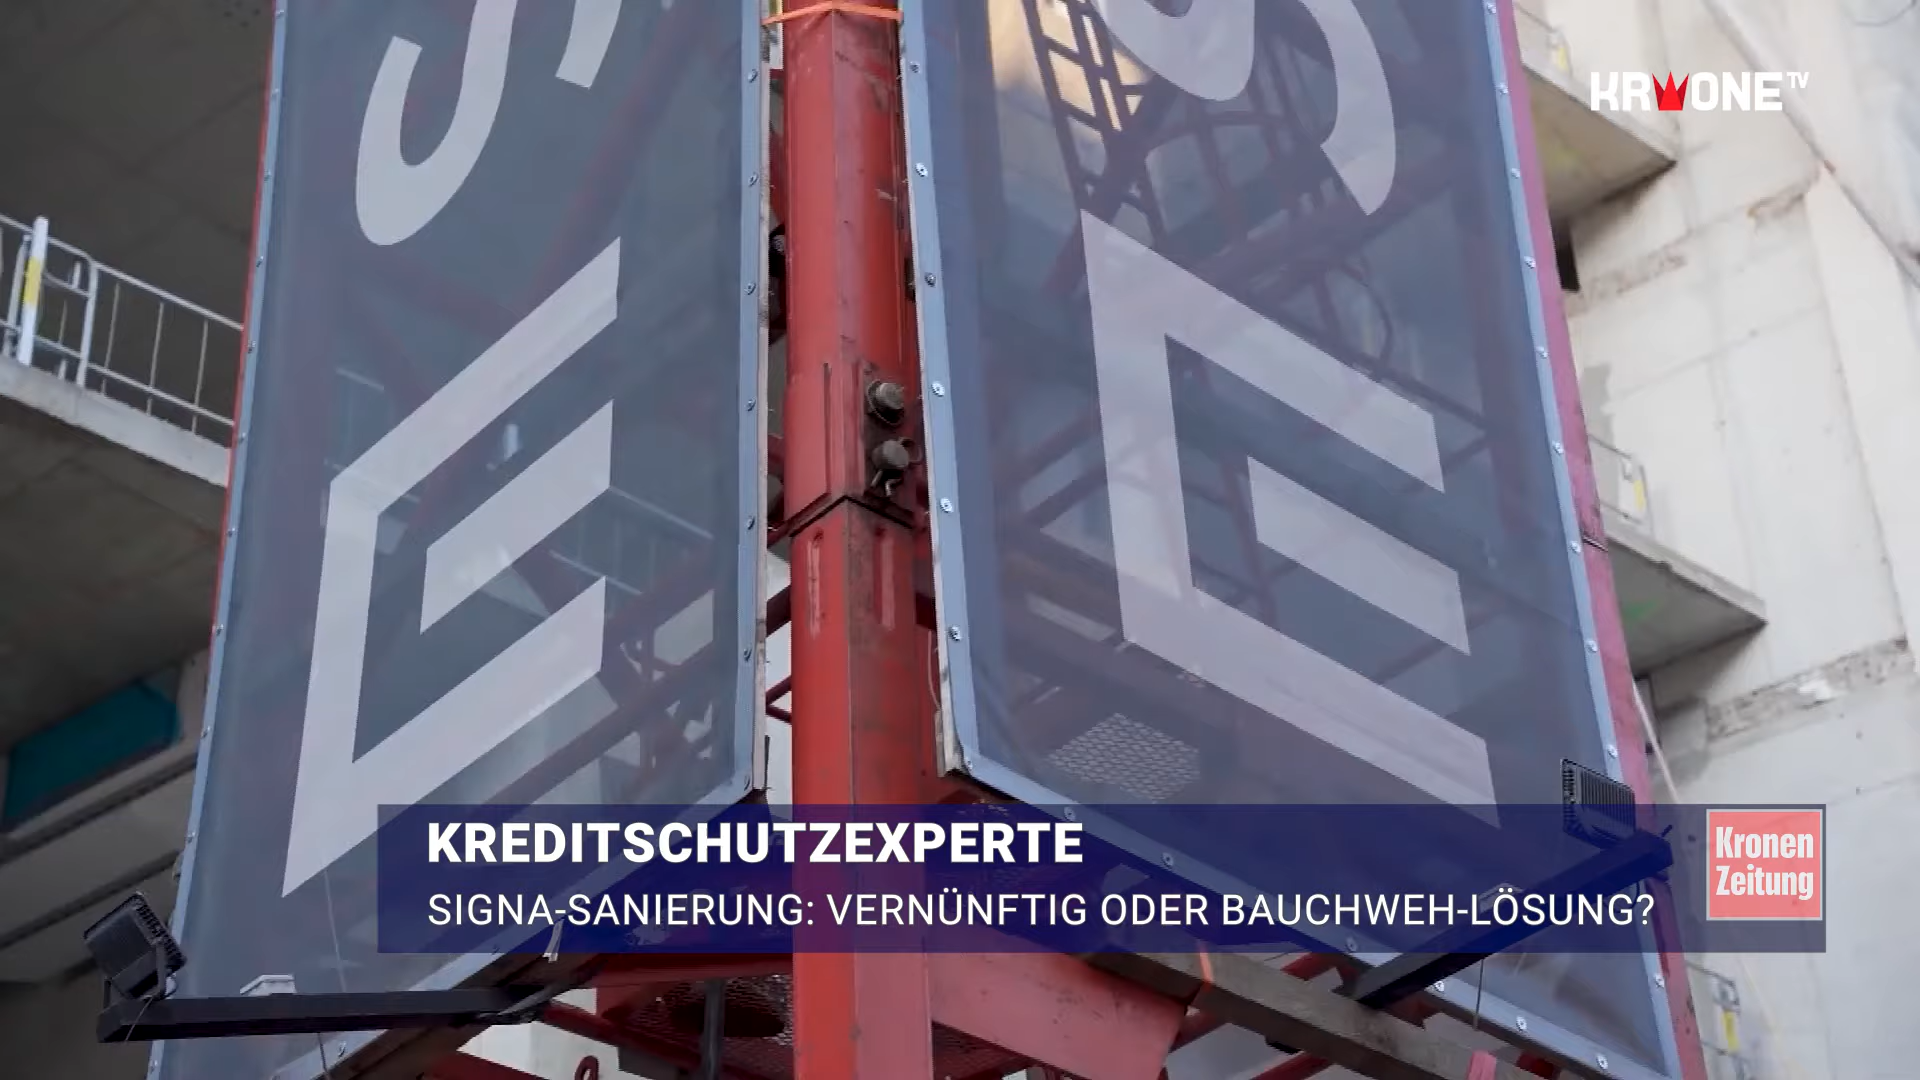 KRONE TV
S
S
E
E
KREDITSCHUTZEXPERTE
SIGNA-SANIERUNG: VERNÜNFTIG ODER BAUCHWEH-LÖSUNG?
Kronen
Zeitung